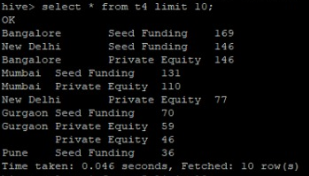 hive> select * from t4 limit 10;
OK
Bangalore Seed Funding 169
New Delhi Seed Funding 146
Bangalore Private Equity 146
Mumbai Seed Funding 131
Mumbai Private Equity 110
New Delhi Private Equity 77
Gurgaon Seed Funding 70
Gurgaon Private Equity 59
Private Equity 46
Pune Seed Funding 36
Time taken: 0.046 seconds, Fetched: 10 row(s)